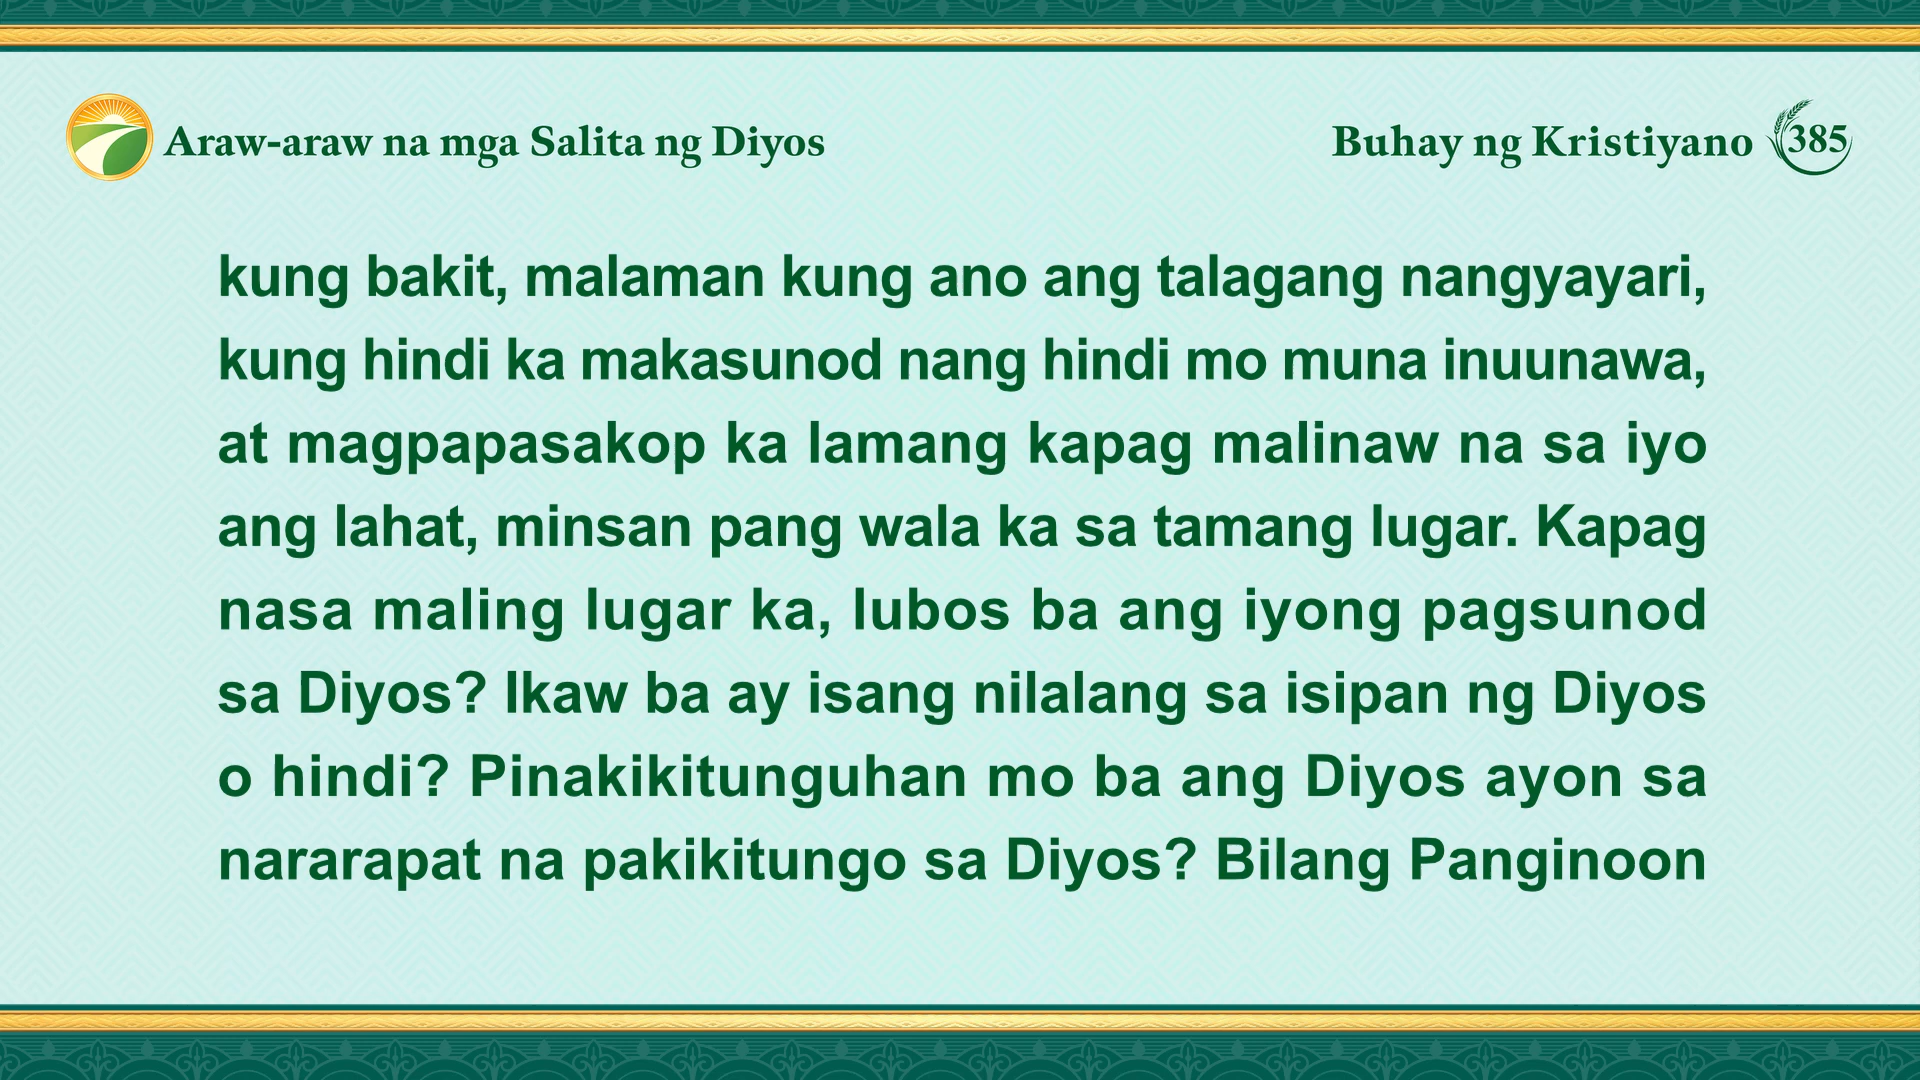 Araw-araw na mga Salita ng Diyos
Buhay ng Kristiyano 385
kung bakit, malaman kung ano ang talagang nangyayari,
kung hindi ka makasunod nang hindi mo muna inuunawa,
at magpapasakop ka lamang kapag malinaw na sa iyo
ang lahat, minsan pang wala ka sa tamang lugar. Kapag
nasa maling lugar ka, lubos ba ang iyong pagsunod
sa Diyos? Ikaw ba ay isang nilalang sa isipan ng Diyos
o hindi? Pinakikitunguhan mo ba ang Diyos ayon sa
nararapat na pakikitungo sa Diyos? Bilang Panginoon